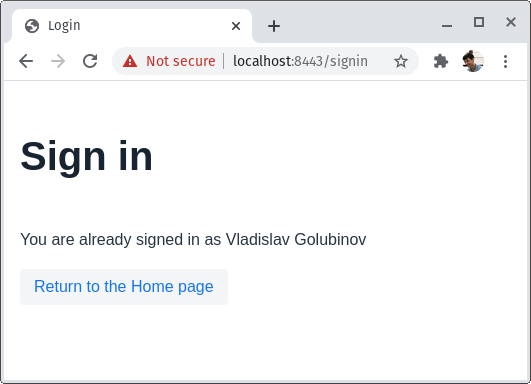 Login
Not secure | localhost:8443/signin
Sign in
You are already signed in as Vladislav Golubinov
Return to the Home page